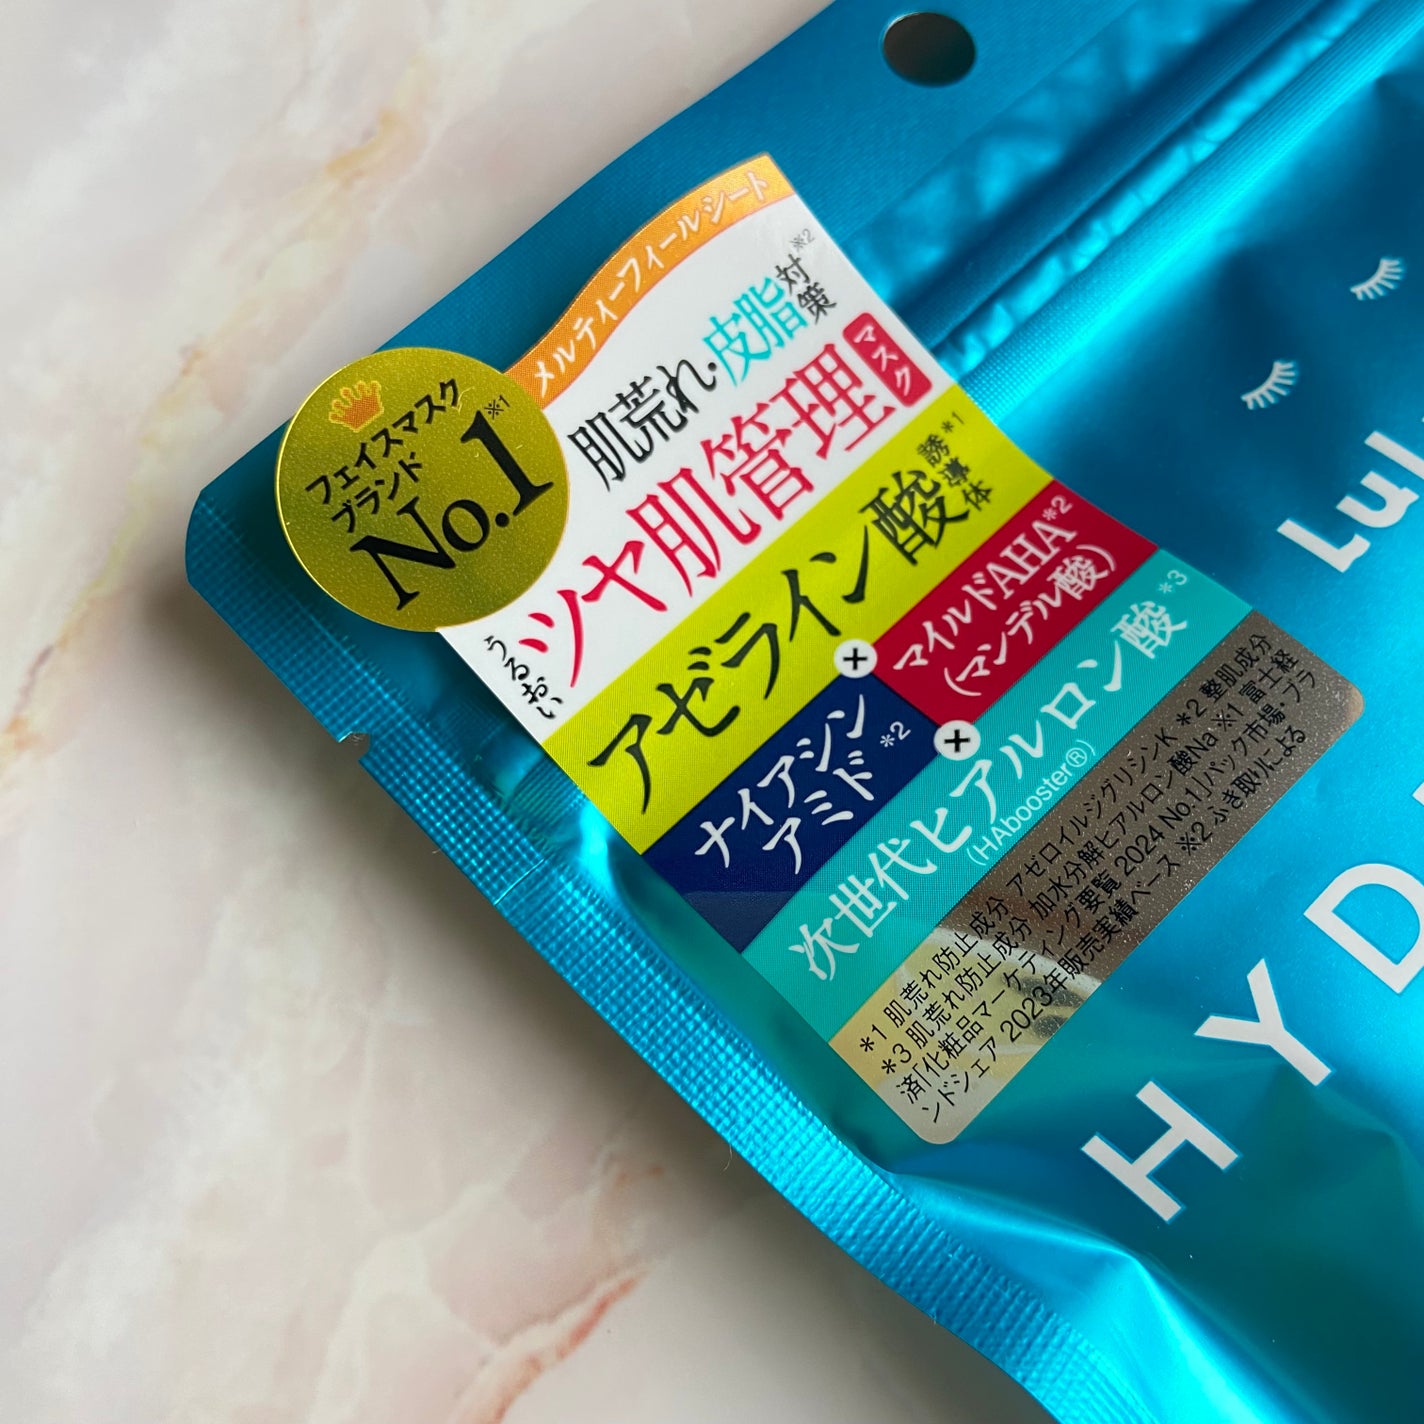 メルティーフィールシート
フェイスマスク
ブランド
No.1※1
肌荒れ・皮脂対策※2
うるおいツヤ肌管理マスク
アゼライン酸誘導体*1
ナイアシン
アミド*2
+
マイルドAHA*2
(マンデル酸)
+
次世代ヒアルロン酸*3
(HAbooster®)
*1 肌荒れ防止成分 アゼロイルジグリシンK *2 整肌成分
*3 肌荒れ防止成分 加水分解ヒアルロン酸Na ※1 富士経
済「化粧品マーケティング要覧 2024 No.1」パック市場・ブラ
ンドシェア 2023年販売実績ベース ※2 ふき取りによる
Lul
HYD